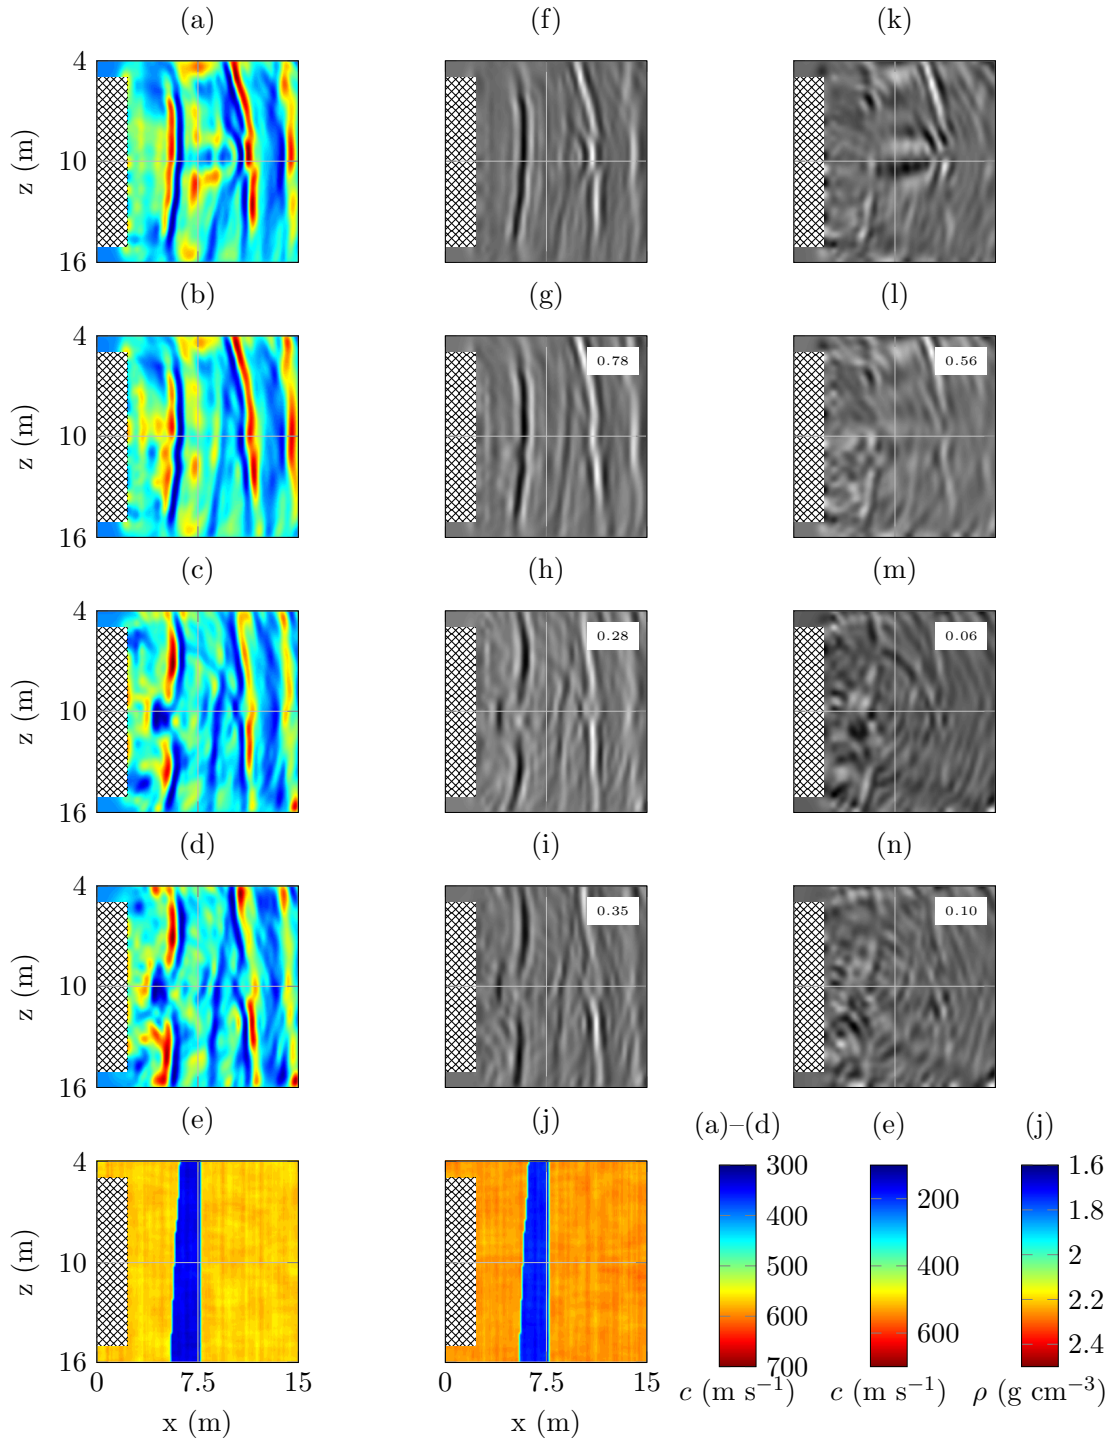 (a) (f) (k)
4
z (m)
10
16
(b) (g) (l)
4
0.78 0.56
z (m)
10
16
(c) (h) (m)
4
0.28 0.06
z (m)
10
16
(d) (i) (n)
4
0.35 0.10
z (m)
10
16
(e) (j) (a)–(d) (e) (j)
4 300 1.6
200 1.8
400
z (m)
10 500 400 2
600 2.2
600 2.4
16 700
0 7.5 15 0 7.5 15
c (m s⁻¹) c (m s⁻¹) ρ (g cm⁻³)
x (m) x (m)